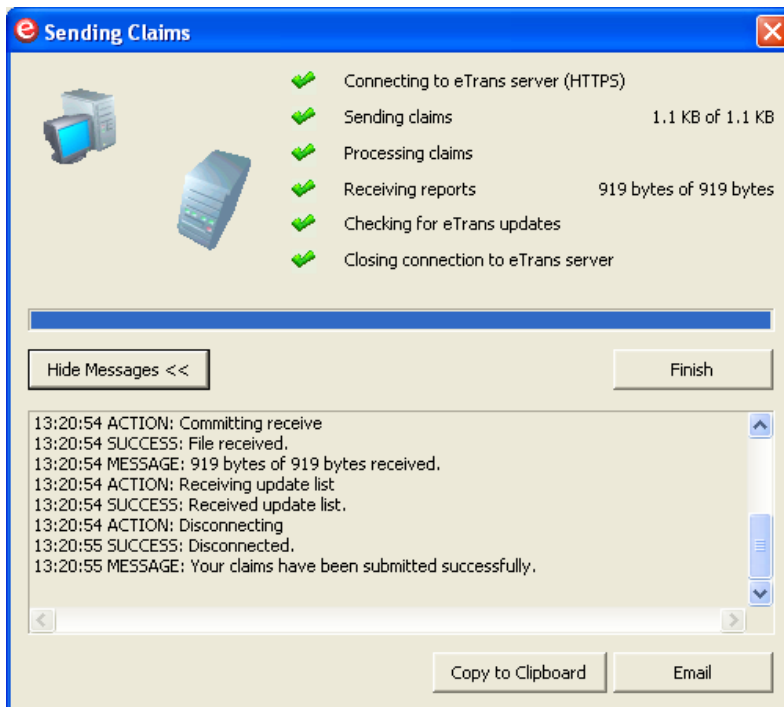 e Sending Claims
Connecting to eTrans server (HTTPS)
Sending claims 1.1 KB of 1.1 KB
Processing claims
Receiving reports 919 bytes of 919 bytes
Checking for eTrans updates
Closing connection to eTrans server
Hide Messages << Finish
13:20:54 ACTION: Committing receive
13:20:54 SUCCESS: File received.
13:20:54 MESSAGE: 919 bytes of 919 bytes received.
13:20:54 ACTION: Receiving update list
13:20:54 SUCCESS: Received update list.
13:20:54 ACTION: Disconnecting
13:20:55 SUCCESS: Disconnected.
13:20:55 MESSAGE: Your claims have been submitted successfully.
Copy to Clipboard Email